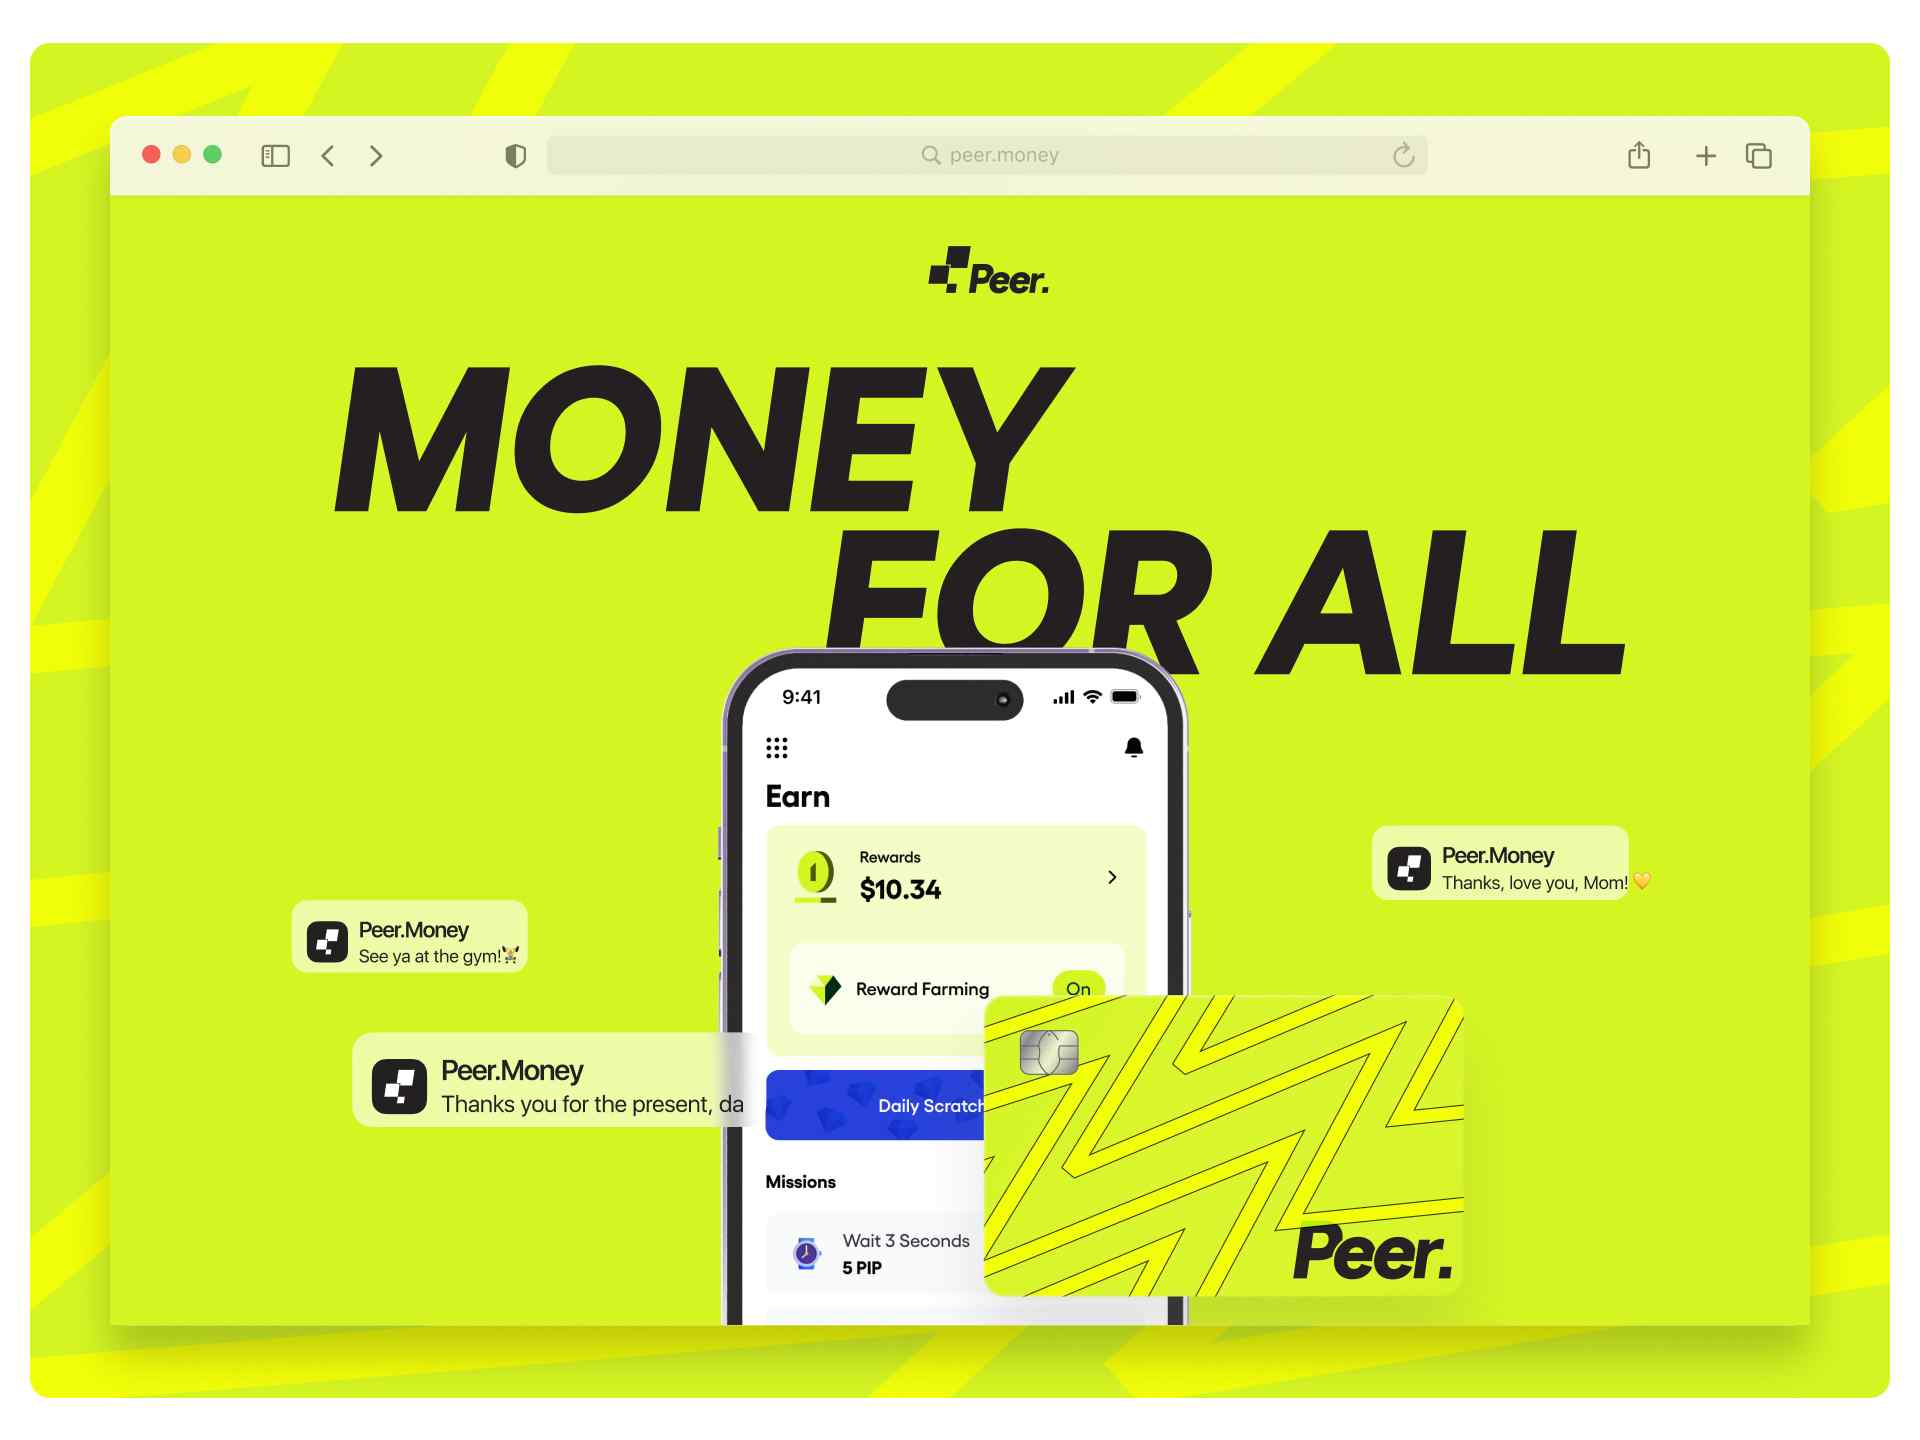 peer.money
Peer.
MONEY
FOR ALL
9:41
Earn
Rewards
$10.34
Reward Farming
On
Daily Scratch
Missions
Wait 3 Seconds
5 PIP
Peer.Money
Thanks, love you, Mom! 💛
Peer.Money
See ya at the gym!🏋️
Peer.Money
Thanks you for the present, da
Peer.